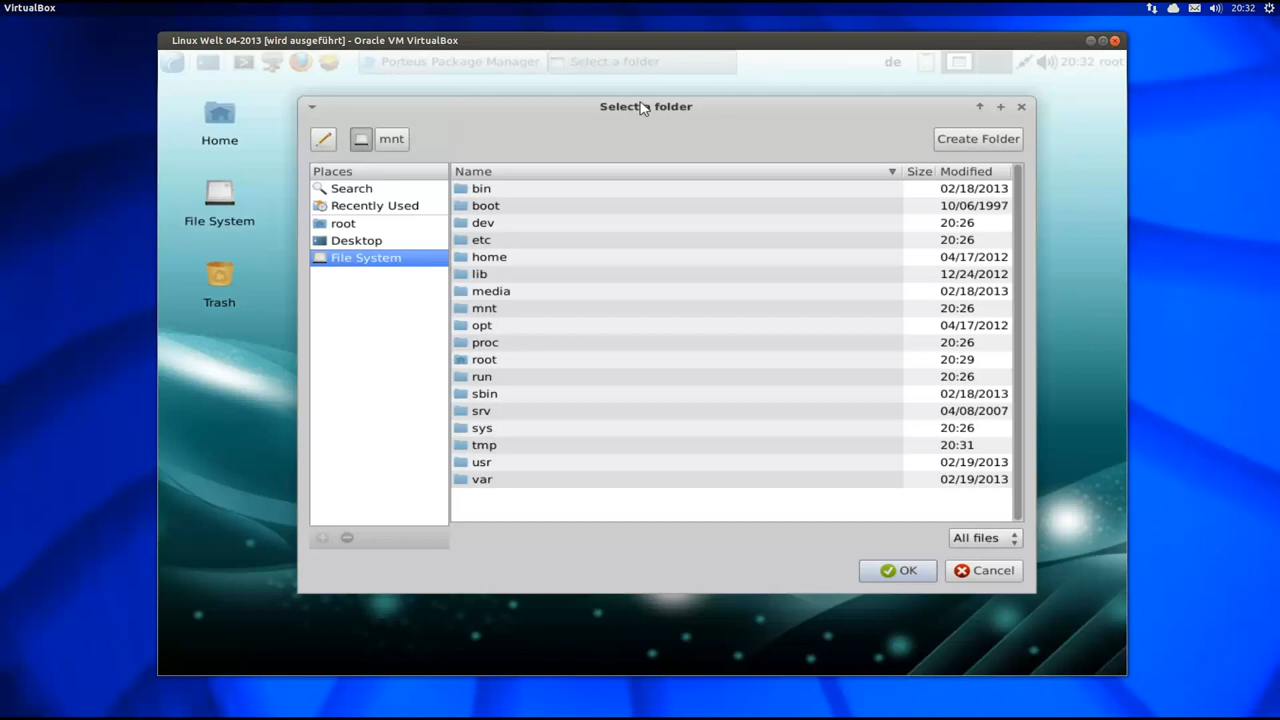 VirtualBox
20:32
Linux Welt 04-2013 [wird ausgeführt] - Oracle VM VirtualBox
Porteus Package Manager
Select a folder
de
20:32 root
Home
File System
Trash
Select a folder
mnt
Create Folder
Places
Search
Recently Used
root
Desktop
File System
Name Size Modified
bin 02/18/2013
boot 10/06/1997
dev 20:26
etc 20:26
home 04/17/2012
lib 12/24/2012
media 02/18/2013
mnt 20:26
opt 04/17/2012
proc 20:26
root 20:29
run 20:26
sbin 02/18/2013
srv 04/08/2007
sys 20:26
tmp 20:31
usr 02/19/2013
var 02/19/2013
All files
OK
Cancel